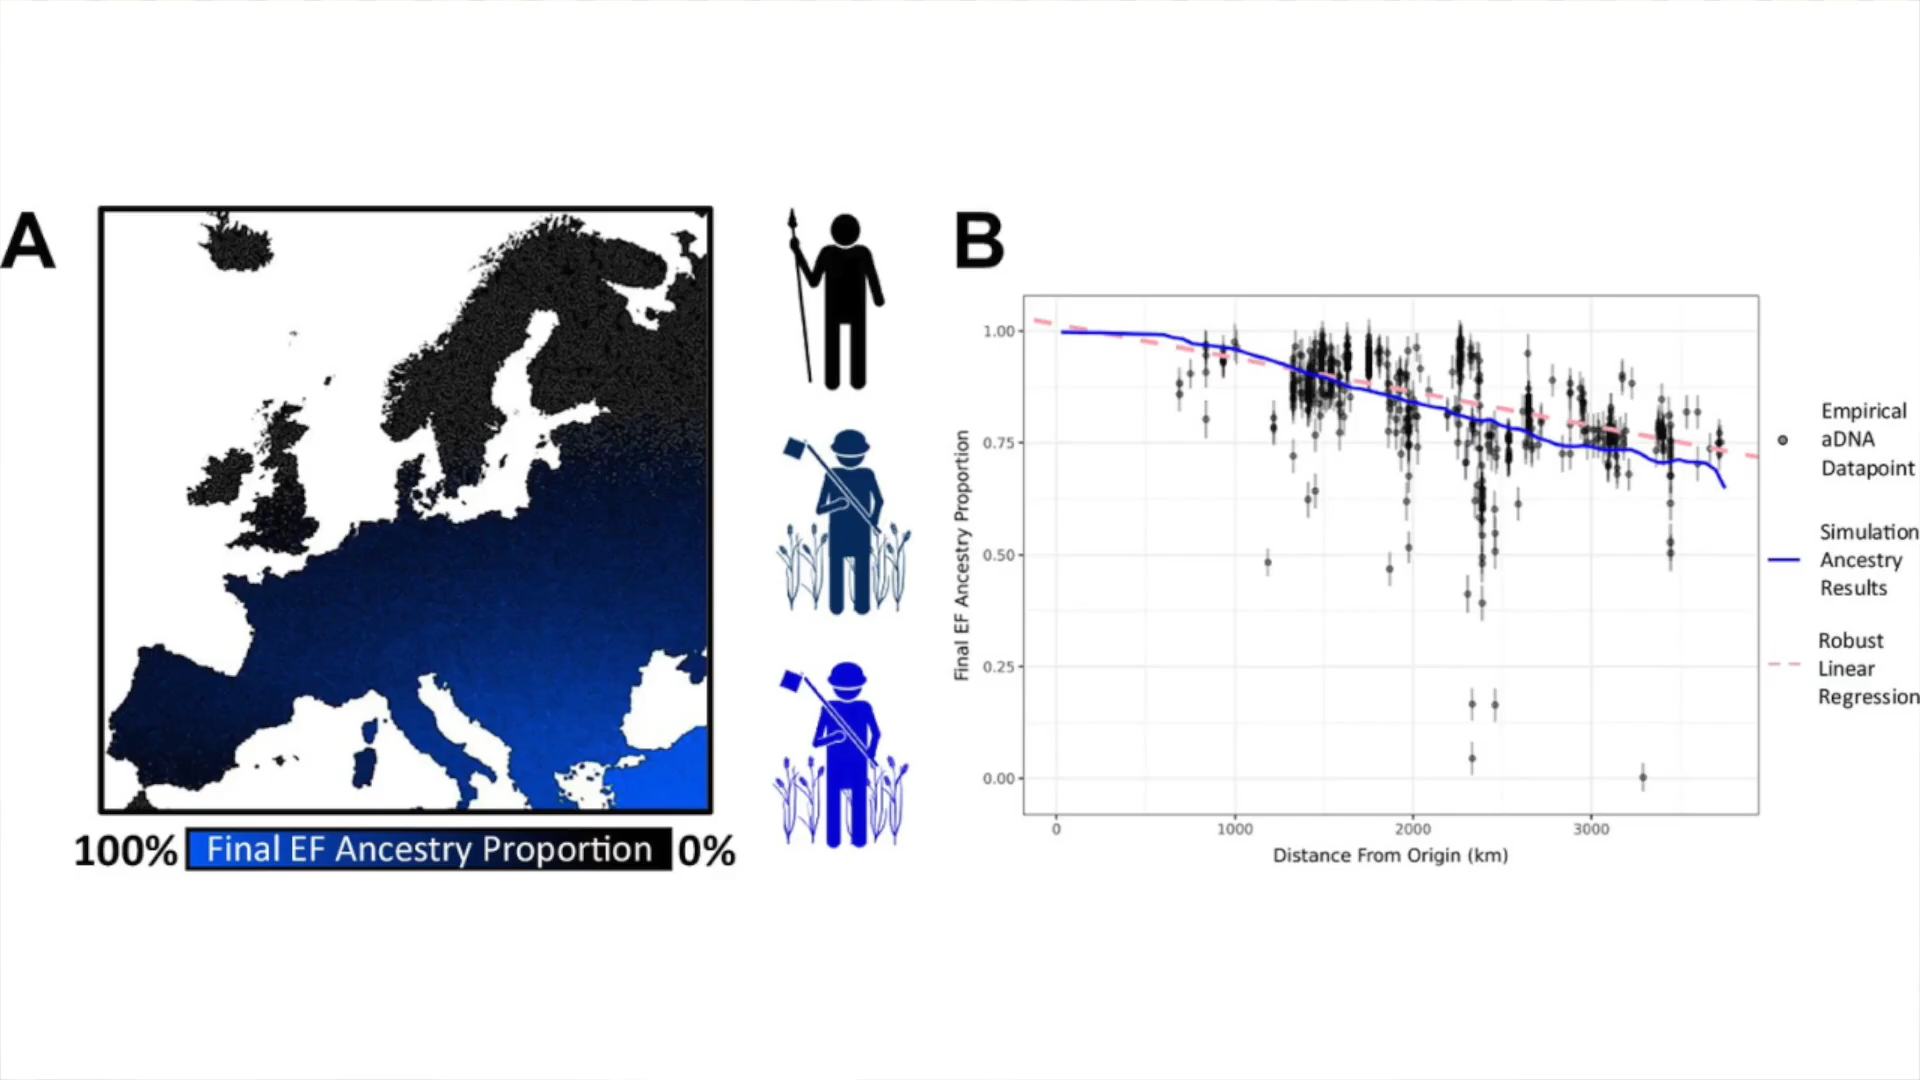 A
100%
Final EF Ancestry Proportion
0%
B
Final EF Ancestry Proportion
1.00
0.75
0.50
0.25
0.00
0
1000
2000
3000
Distance From Origin (km)
Empirical
aDNA
Datapoint
Simulation
Ancestry
Results
Robust
Linear
Regression